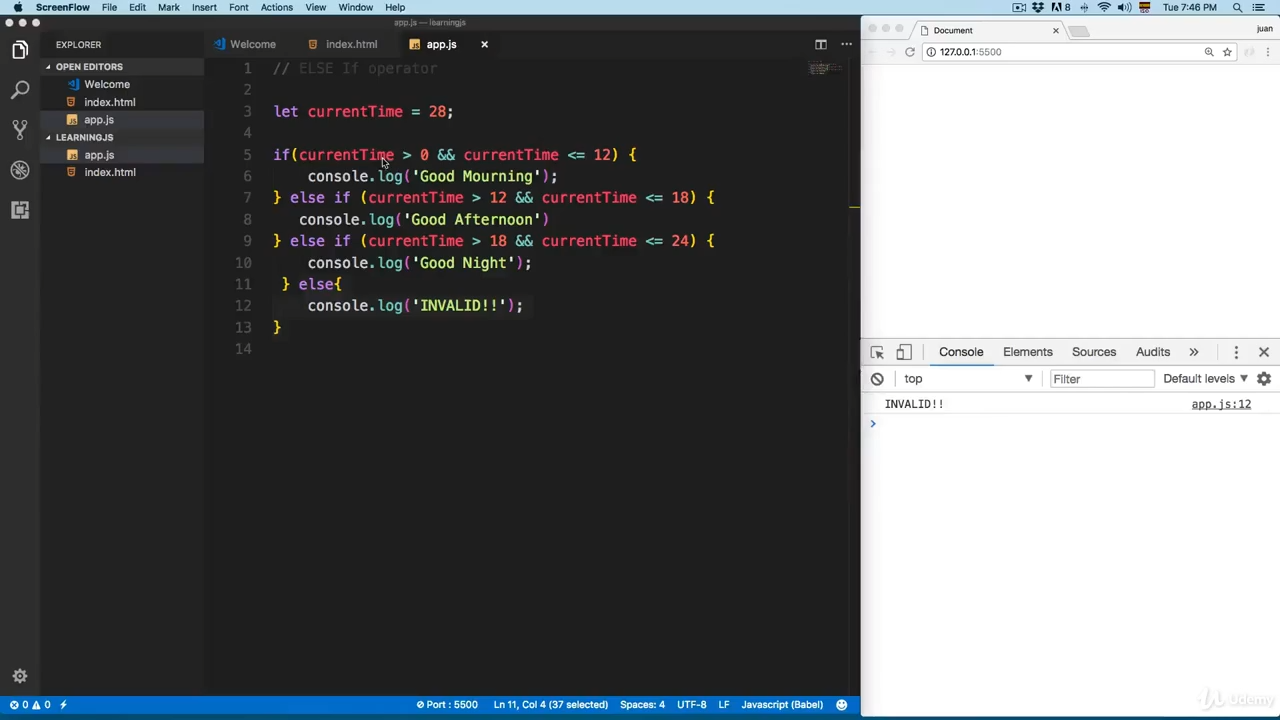 ScreenFlow File Edit Mark Insert Font Actions View Window Help 8 Tue 7:46 PM
app.js — learningjs
EXPLORER
OPEN EDITORS
Welcome
index.html
app.js
LEARNINGJS
app.js
index.html
Welcome index.html app.js
1 // ELSE If operator
2
3 let currentTime = 28;
4
5 if(currentTime > 0 && currentTime <= 12) {
6 console.log('Good Mourning');
7 } else if (currentTime > 12 && currentTime <= 18) {
8 console.log('Good Afternoon')
9 } else if (currentTime > 18 && currentTime <= 24) {
10 console.log('Good Night');
11 } else{
12 console.log('INVALID!!');
13 }
14
0 0 Port : 5500 Ln 11, Col 4 (37 selected) Spaces: 4 UTF-8 LF Javascript (Babel)
Document juan
127.0.0.1:5500
Console Elements Sources Audits »
top Filter Default levels
INVALID!! app.js:12
Udemy